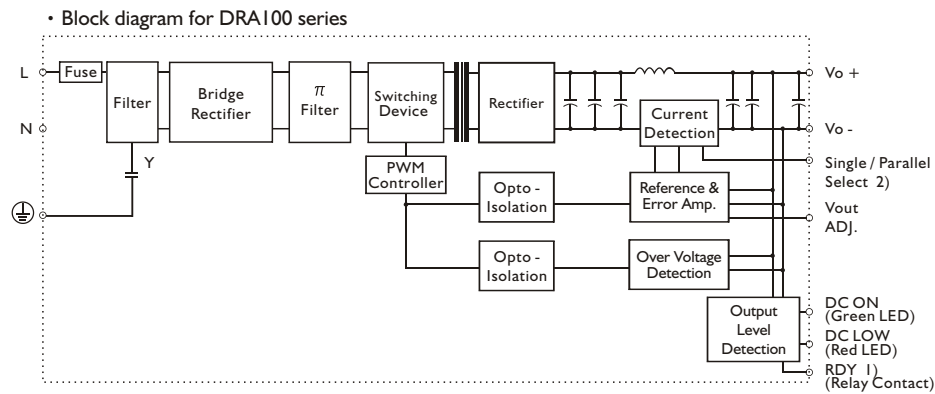 • Block diagram for DRA100 series
L
Fuse
Filter
Bridge
Rectifier
π
Filter
Switching
Device
Rectifier
Vo +
N
Current
Detection
Vo -
Y
PWM
Controller
Single / Parallel
Select 2)
Opto -
Isolation
Reference &
Error Amp.
Vout
ADJ.
Opto -
Isolation
Over Voltage
Detection
Output
Level
Detection
DC ON
(Green LED)
DC LOW
(Red LED)
RDY 1)
(Relay Contact)